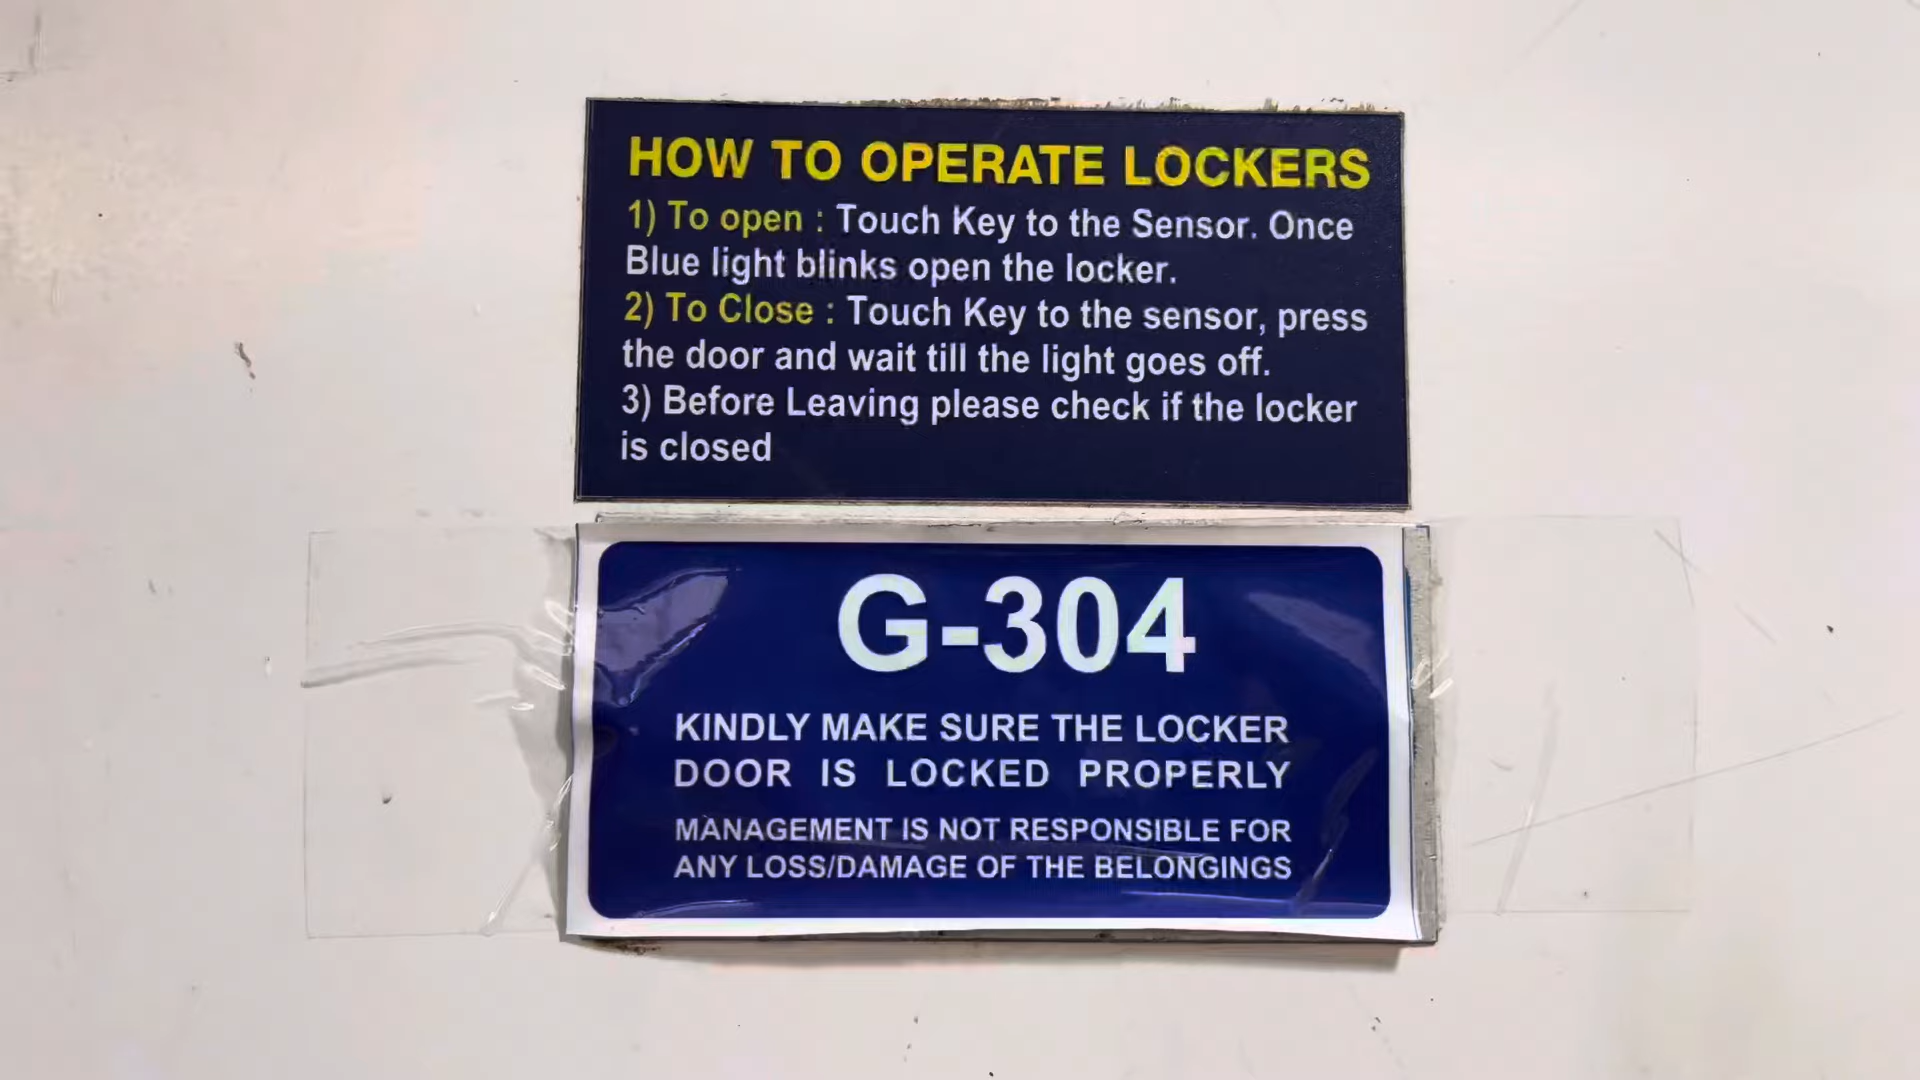 HOW TO OPERATE LOCKERS
1) To open : Touch Key to the Sensor. Once
Blue light blinks open the locker.
2) To Close : Touch Key to the sensor, press
the door and wait till the light goes off.
3) Before Leaving please check if the locker
is closed
G-304
KINDLY MAKE SURE THE LOCKER
DOOR IS LOCKED PROPERLY
MANAGEMENT IS NOT RESPONSIBLE FOR
ANY LOSS/DAMAGE OF THE BELONGINGS